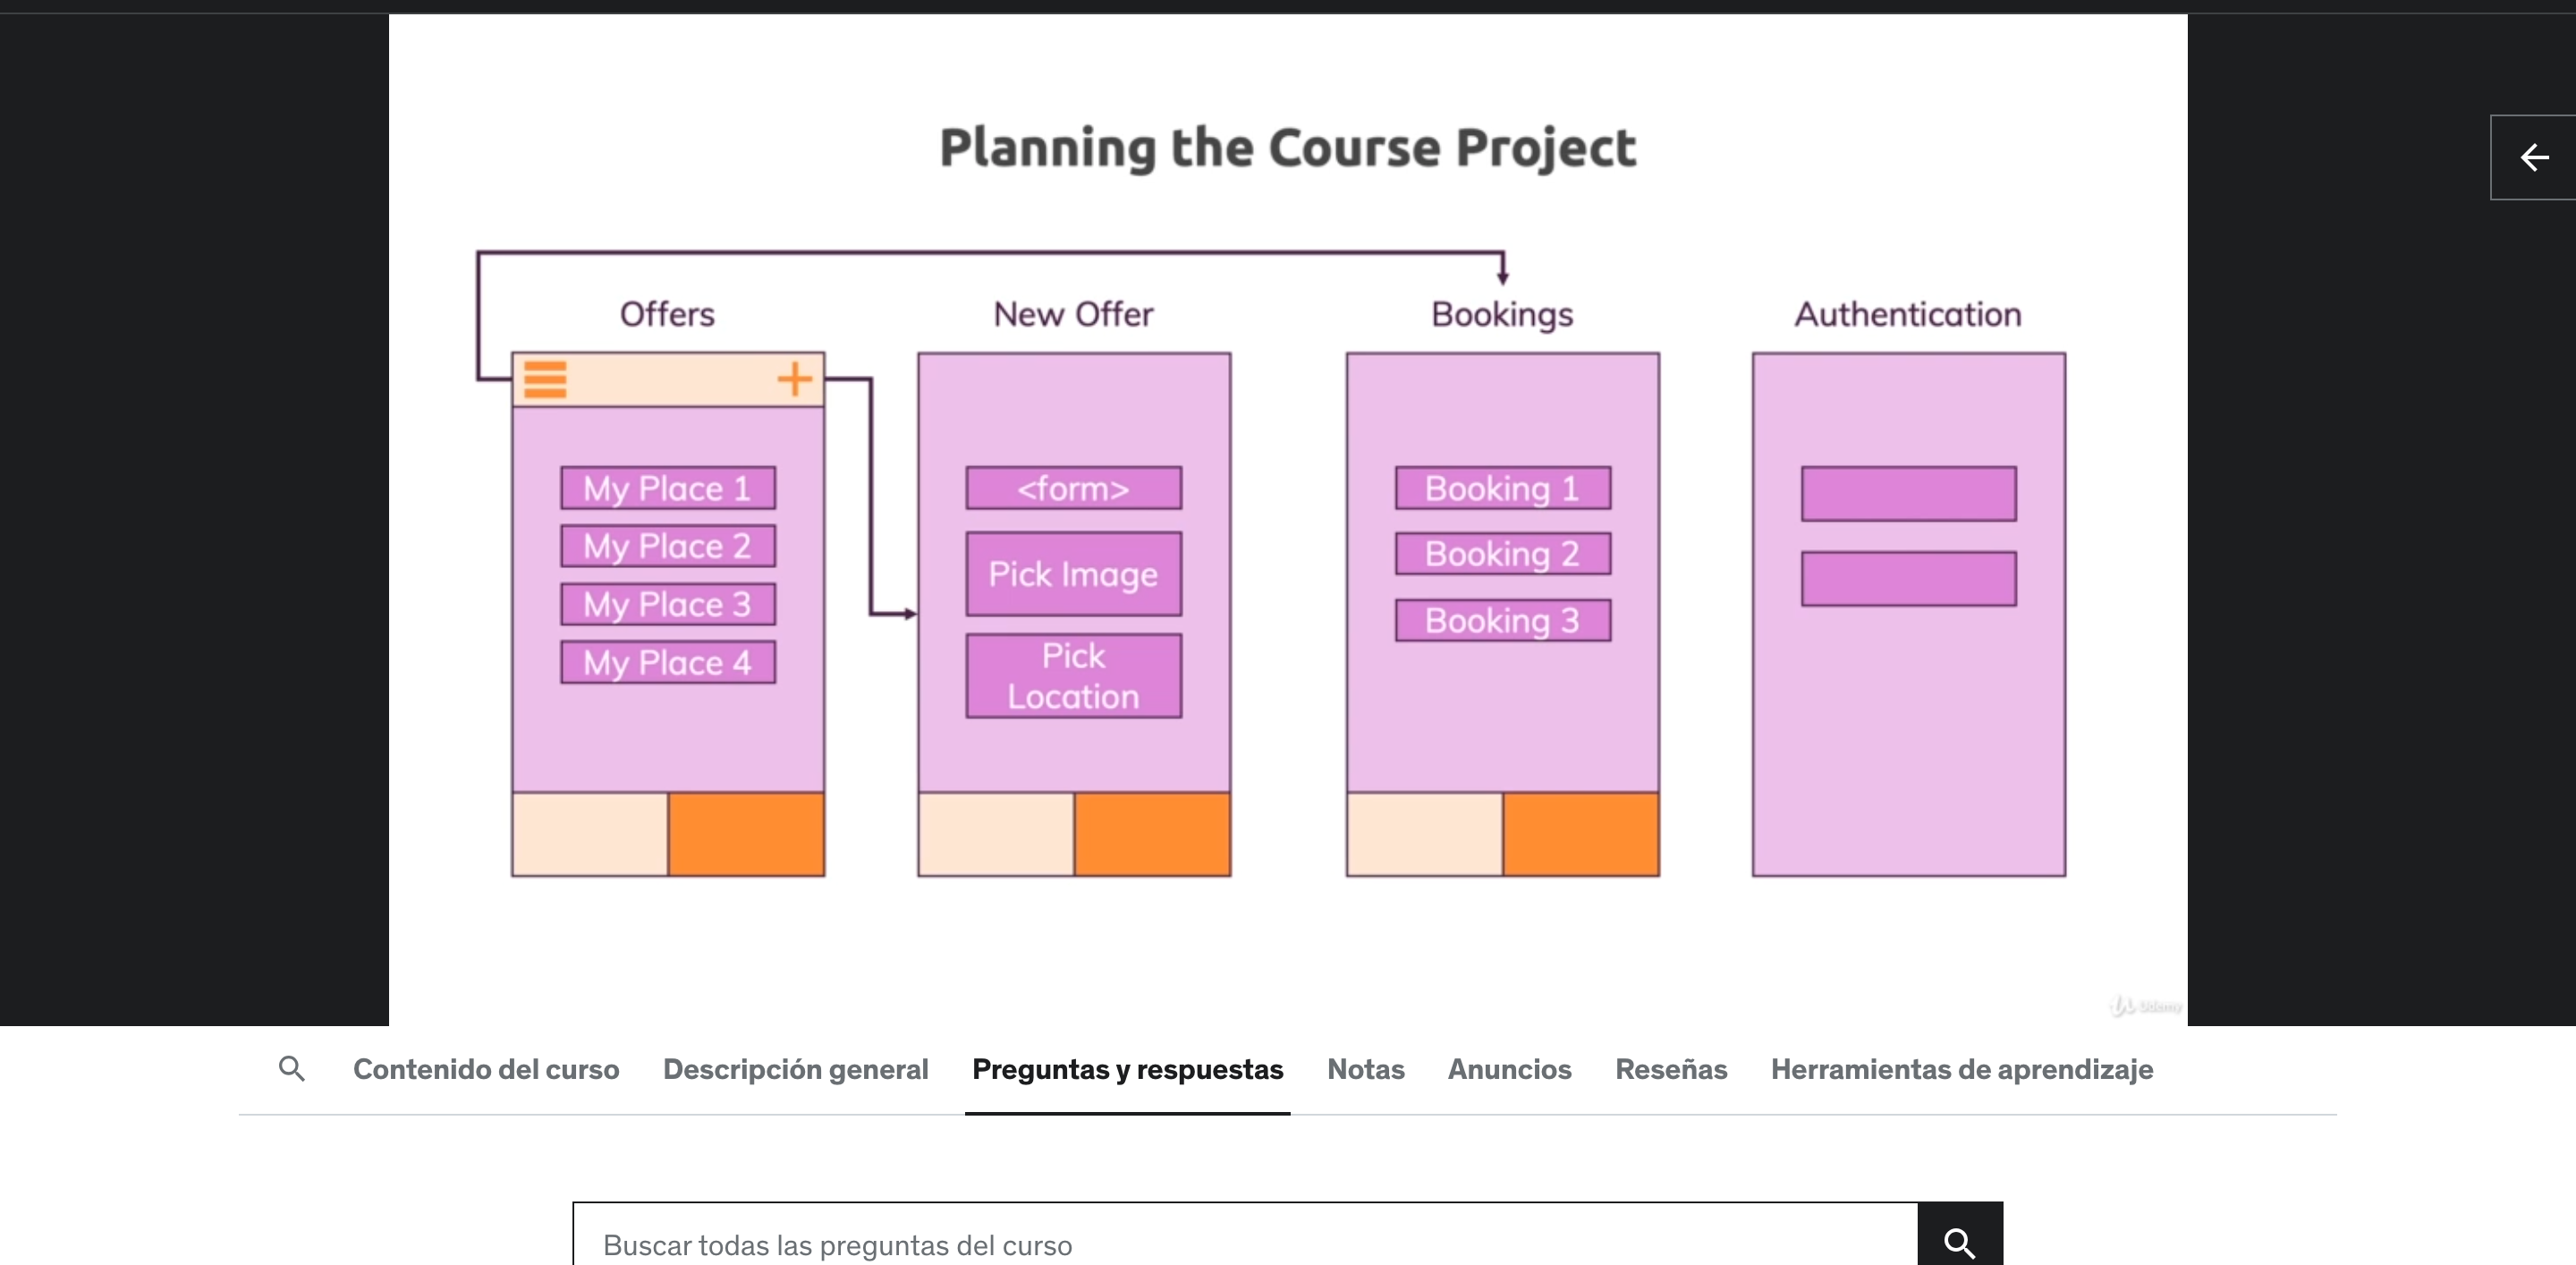 Planning the Course Project
Offers
New Offer
Bookings
Authentication
My Place 1
My Place 2
My Place 3
My Place 4
<form>
Pick Image
Pick
Location
Booking 1
Booking 2
Booking 3
Udemy
Contenido del curso
Descripción general
Preguntas y respuestas
Notas
Anuncios
Reseñas
Herramientas de aprendizaje
Buscar todas las preguntas del curso